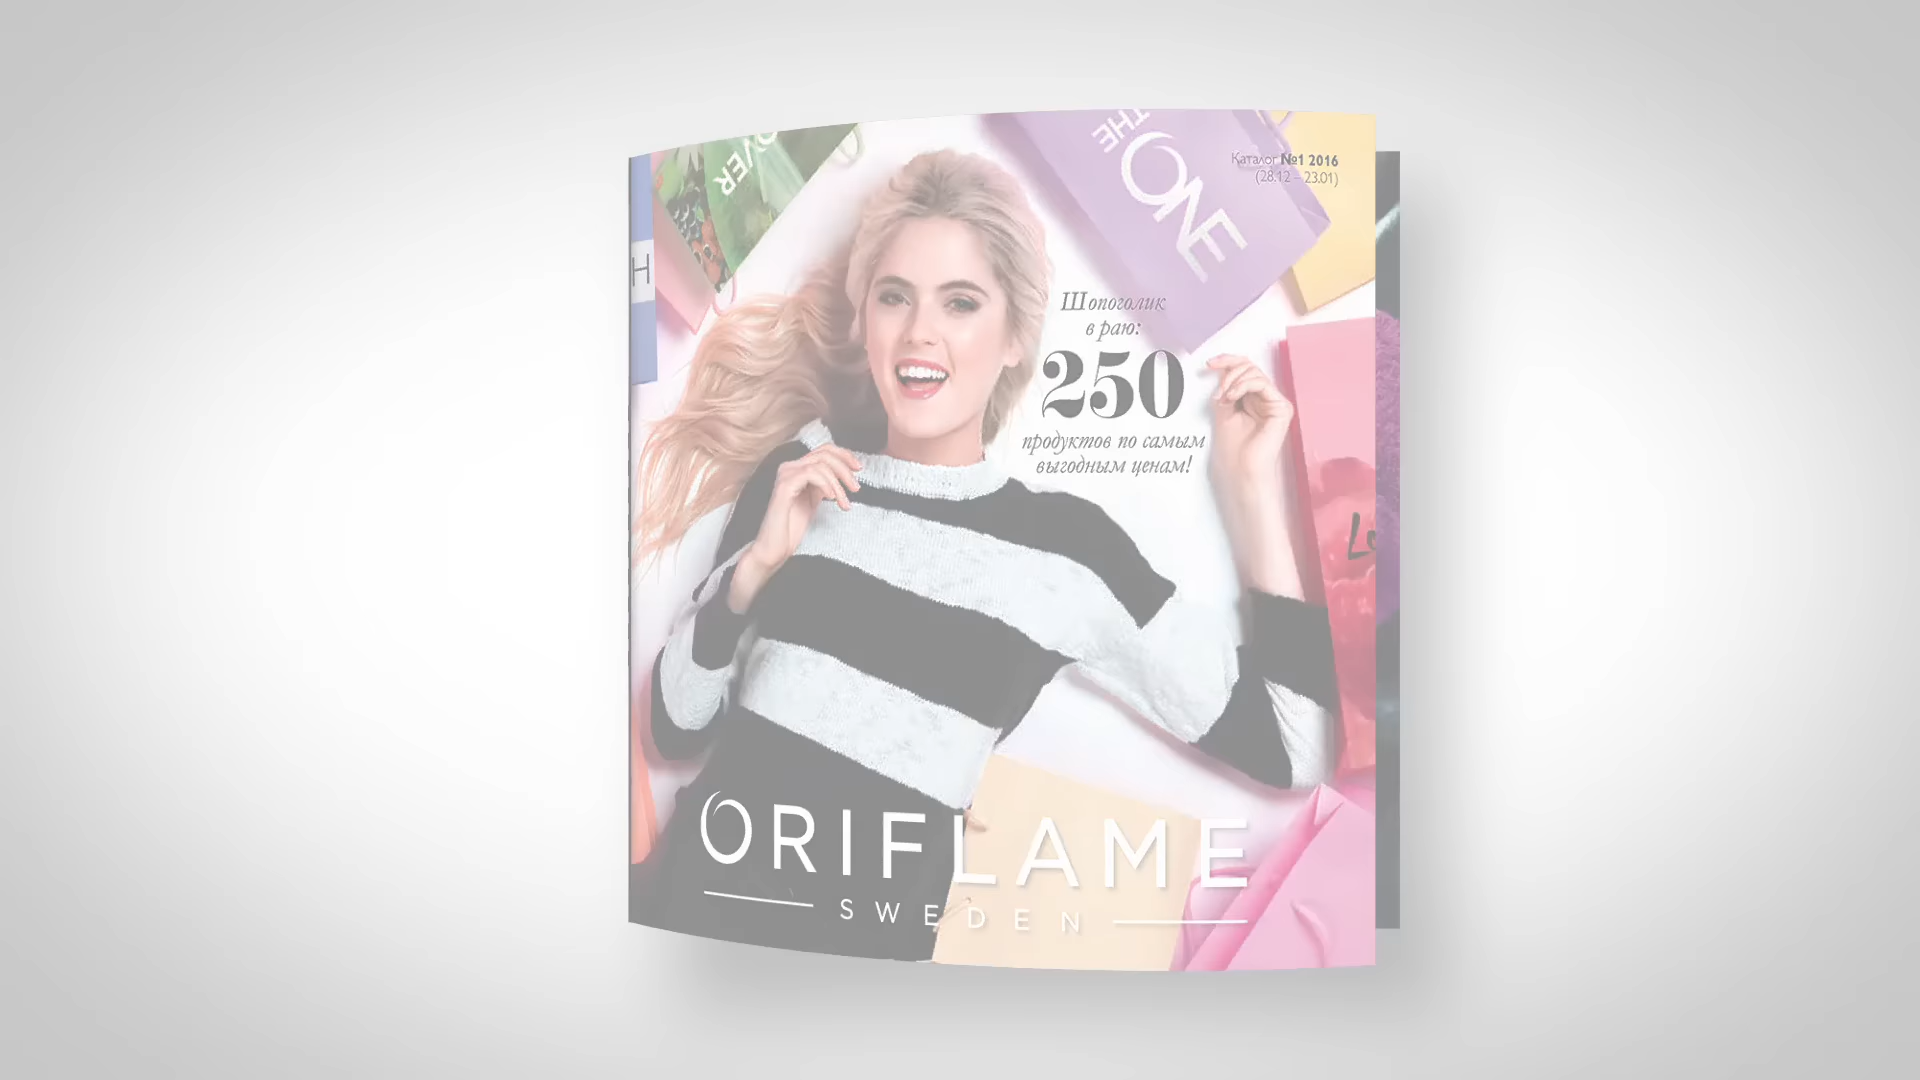 OVER
THE
ONE
Каталог №1 2016
(28.12 – 23.01)
H
Шопоголик
в раю:
250
продуктов по самым
выгодным ценам!
ORIFLAME
SWEDEN